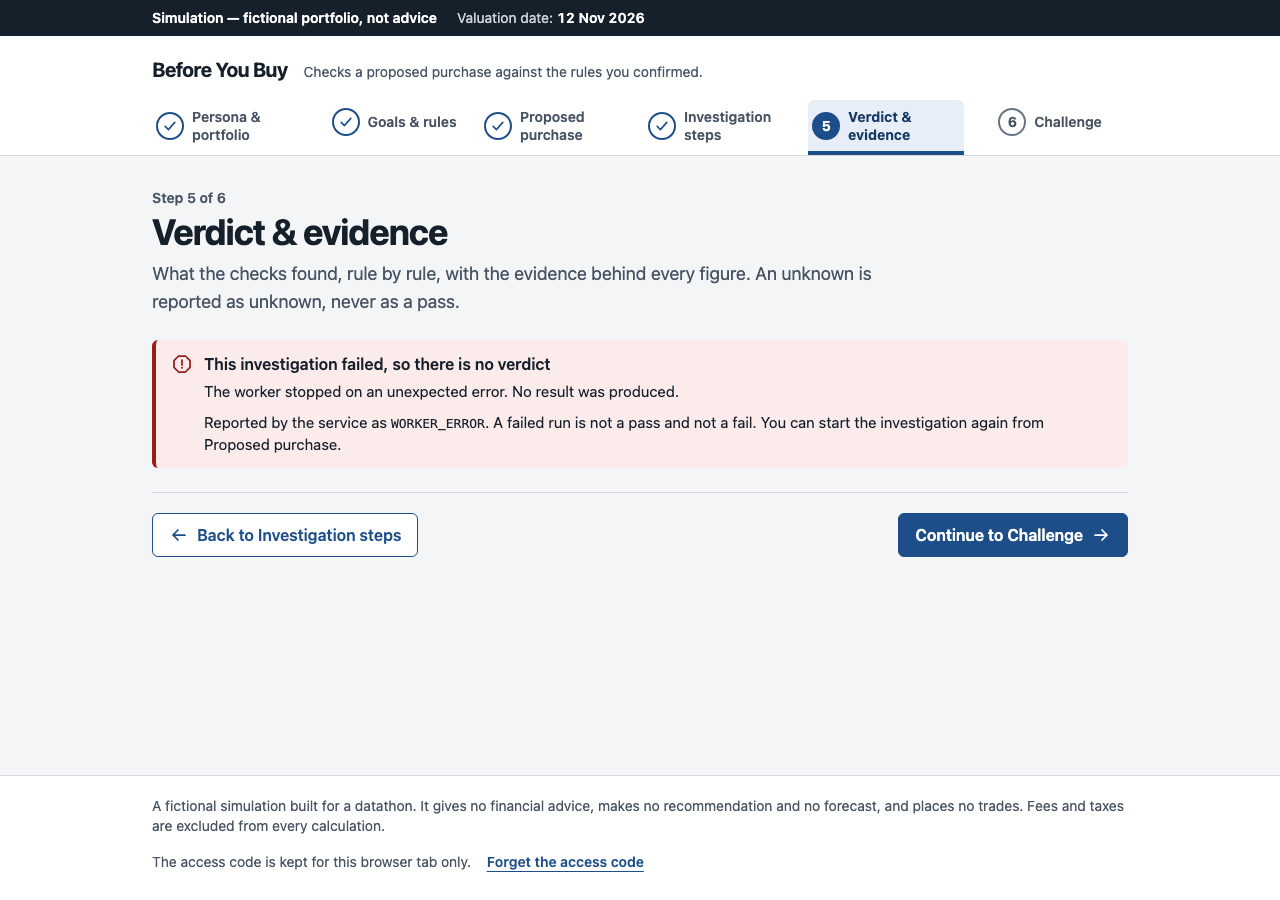 Simulation — fictional portfolio, not advice Valuation date: 12 Nov 2026
Before You Buy Checks a proposed purchase against the rules you confirmed.
Persona & portfolio
Goals & rules
Proposed purchase
Investigation steps
5 Verdict & evidence
6 Challenge
Step 5 of 6
Verdict & evidence
What the checks found, rule by rule, with the evidence behind every figure. An unknown is
reported as unknown, never as a pass.
This investigation failed, so there is no verdict
The worker stopped on an unexpected error. No result was produced.
Reported by the service as WORKER_ERROR. A failed run is not a pass and not a fail. You can start the investigation again from
Proposed purchase.
← Back to Investigation steps
Continue to Challenge →
A fictional simulation built for a datathon. It gives no financial advice, makes no recommendation and no forecast, and places no trades. Fees and taxes
are excluded from every calculation.
The access code is kept for this browser tab only. Forget the access code